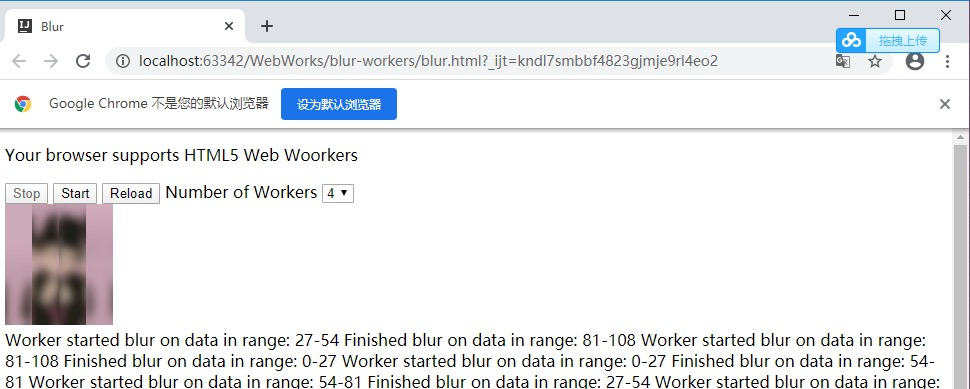 Blur
拖拽上传
localhost:63342/WebWorks/blur-workers/blur.html?_ijt=kndl7smbbf4823gjmje9rl4eo2
Google Chrome 不是您的默认浏览器 设为默认浏览器
Your browser supports HTML5 Web Woorkers
Stop Start Reload Number of Workers 4
Worker started blur on data in range: 27-54 Finished blur on data in range: 81-108 Worker started blur on data in range:
81-108 Finished blur on data in range: 0-27 Worker started blur on data in range: 0-27 Finished blur on data in range: 54-
81 Worker started blur on data in range: 54-81 Finished blur on data in range: 27-54 Worker started blur on data in range: